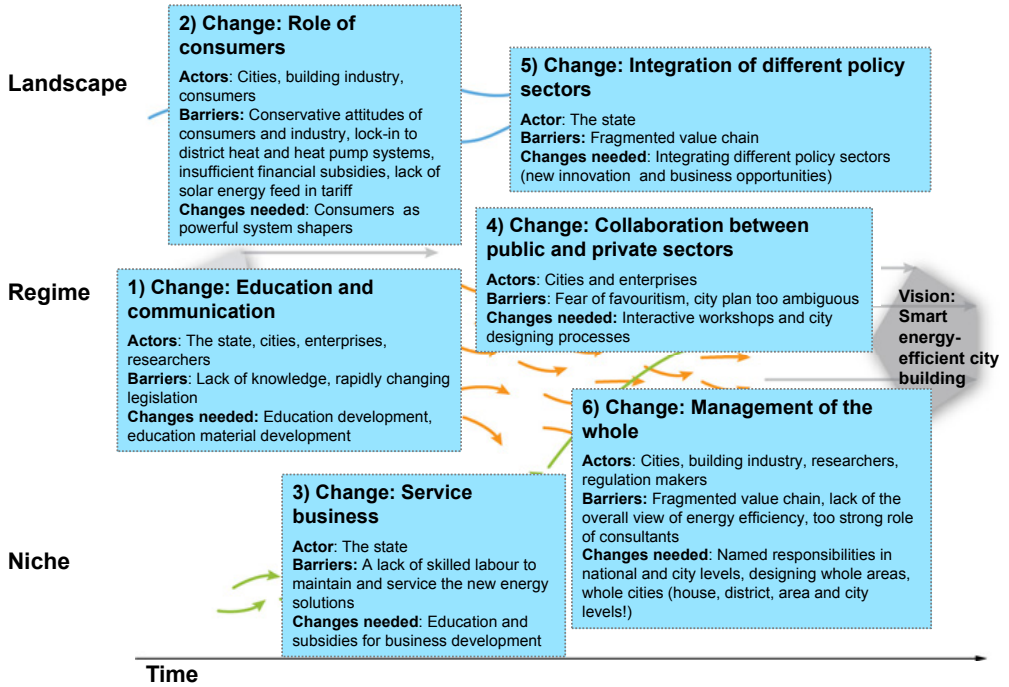 Landscape
2) Change: Role of
consumers
Actors: Cities, building industry,
consumers
Barriers: Conservative attitudes of
consumers and industry, lock-in to
district heat and heat pump systems,
insufficient financial subsidies, lack of
solar energy feed in tariff
Changes needed: Consumers as
powerful system shapers
5) Change: Integration of different policy
sectors
Actor: The state
Barriers: Fragmented value chain
Changes needed: Integrating different policy sectors
(new innovation and business opportunities)
Regime
1) Change: Education and
communication
Actors: The state, cities, enterprises,
researchers
Barriers: Lack of knowledge, rapidly changing
legislation
Changes needed: Education development,
education material development
4) Change: Collaboration between
public and private sectors
Actors: Cities and enterprises
Barriers: Fear of favouritism, city plan too ambiguous
Changes needed: Interactive workshops and city
designing processes
Vision:
Smart
energy-
efficient city
building
Niche
3) Change: Service
business
Actor: The state
Barriers: A lack of skilled labour to
maintain and service the new energy
solutions
Changes needed: Education and
subsidies for business development
6) Change: Management of the
whole
Actors: Cities, building industry, researchers,
regulation makers
Barriers: Fragmented value chain, lack of the
overall view of energy efficiency, too strong role
of consultants
Changes needed: Named responsibilities in
national and city levels, designing whole areas,
whole cities (house, district, area and city
levels!)
Time